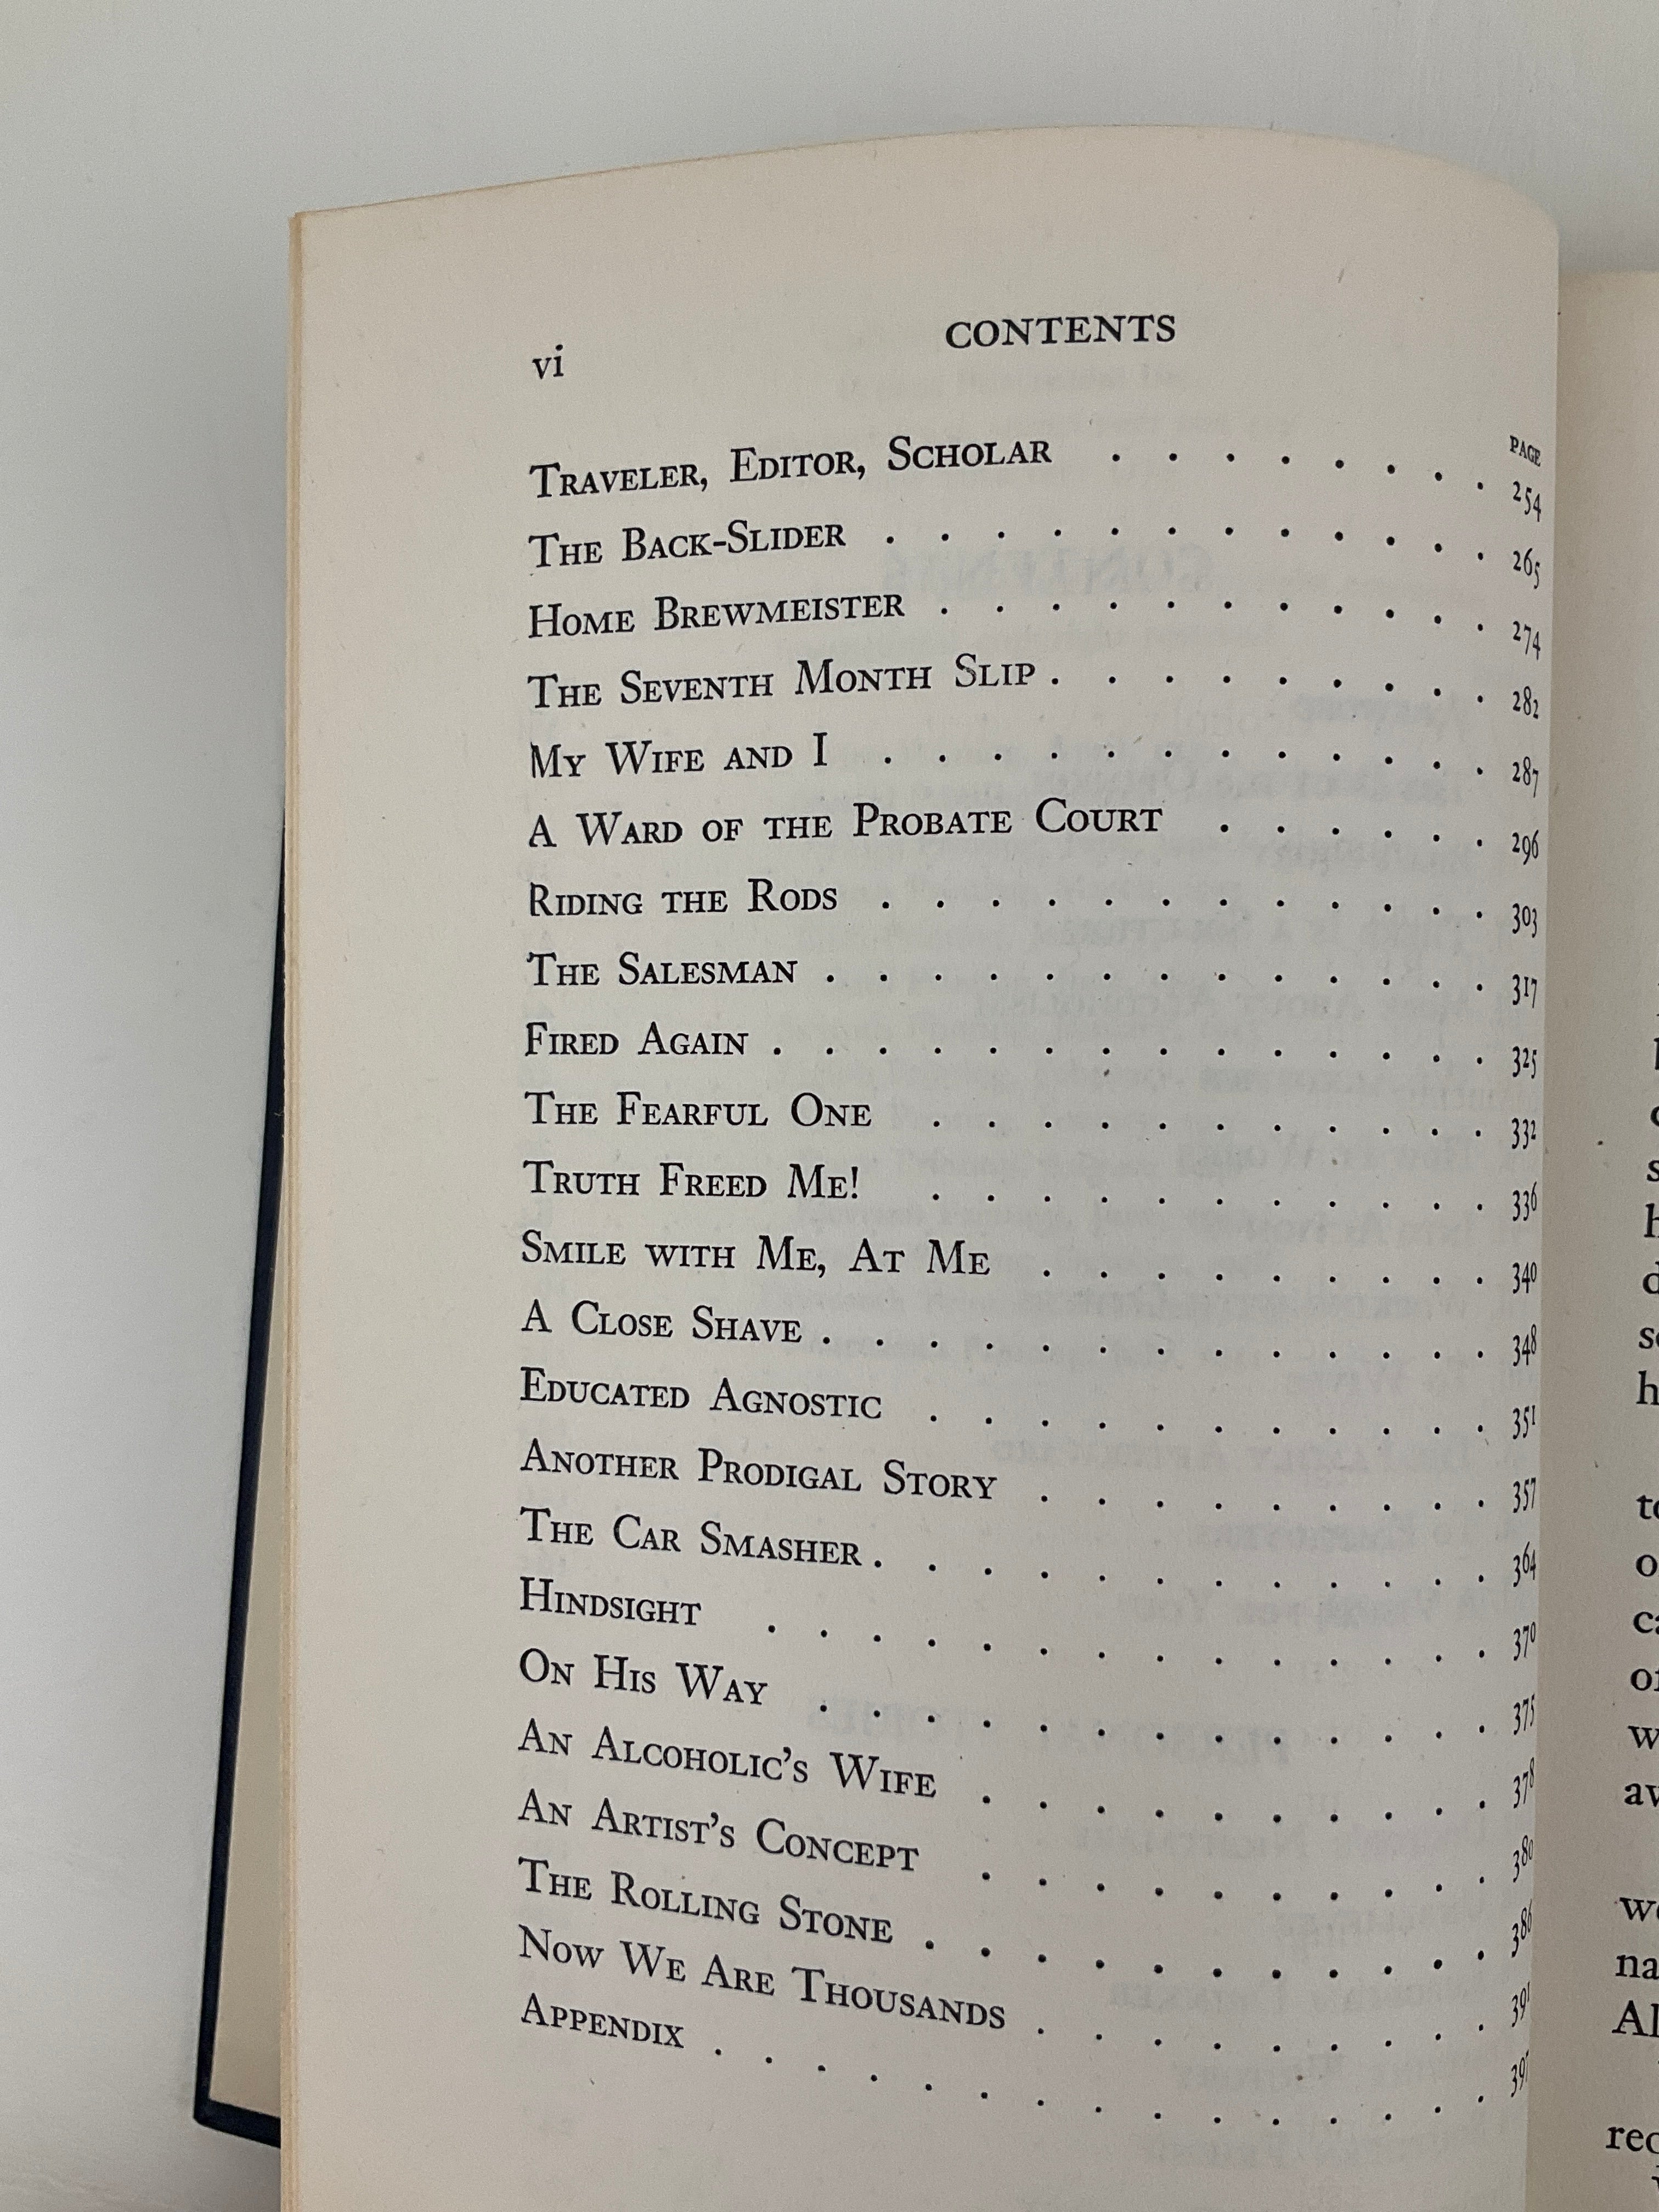 vi CONTENTS
PAGE
TRAVELER, EDITOR, SCHOLAR . . . . . . . . 254
THE BACK-SLIDER . . . . . . . . . . . 265
HOME BREWMEISTER . . . . . . . . . . 274
THE SEVENTH MONTH SLIP . . . . . . . . . 282
MY WIFE AND I . . . . . . . . . . . 287
A WARD OF THE PROBATE COURT . . . . . . 296
RIDING THE RODS . . . . . . . . . . . 303
THE SALESMAN . . . . . . . . . . . . 317
FIRED AGAIN . . . . . . . . . . . . . 325
THE FEARFUL ONE . . . . . . . . . . 332
TRUTH FREED ME! . . . . . . . . . . 336
SMILE WITH ME, AT ME . . . . . . . . 340
A CLOSE SHAVE . . . . . . . . . . . . 348
EDUCATED AGNOSTIC . . . . . . . . . . 351
ANOTHER PRODIGAL STORY . . . . . . . . 357
THE CAR SMASHER . . . . . . . . . . . 364
HINDSIGHT . . . . . . . . . . . . . 370
ON HIS WAY . . . . . . . . . . . . 375
AN ALCOHOLIC'S WIFE . . . . . . . . . 378
AN ARTIST'S CONCEPT . . . . . . . . . 380
THE ROLLING STONE . . . . . . . . . . 386
NOW WE ARE THOUSANDS . . . . . . . . 391
APPENDIX . . . . . . . . . . . . . . 397